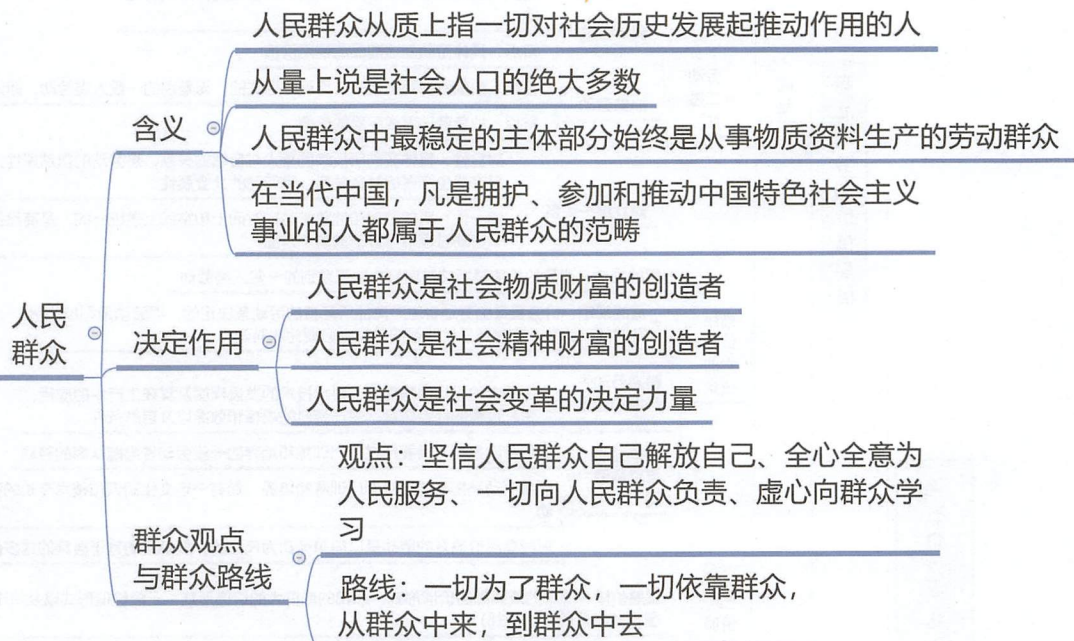 人民群众从质上指一切对社会历史发展起推动作用的人
从量上说是社会人口的绝大多数
含义
人民群众中最稳定的主体部分始终是从事物质资料生产的劳动群众
在当代中国，凡是拥护、参加和推动中国特色社会主义
事业的人都属于人民群众的范畴
人民
群众
人民群众是社会物质财富的创造者
决定作用
人民群众是社会精神财富的创造者
人民群众是社会变革的决定力量
观点：坚信人民群众自己解放自己、全心全意为
人民服务、一切向人民群众负责、虚心向群众学
习
群众观点
与群众路线
路线：一切为了群众，一切依靠群众，
从群众中来，到群众中去